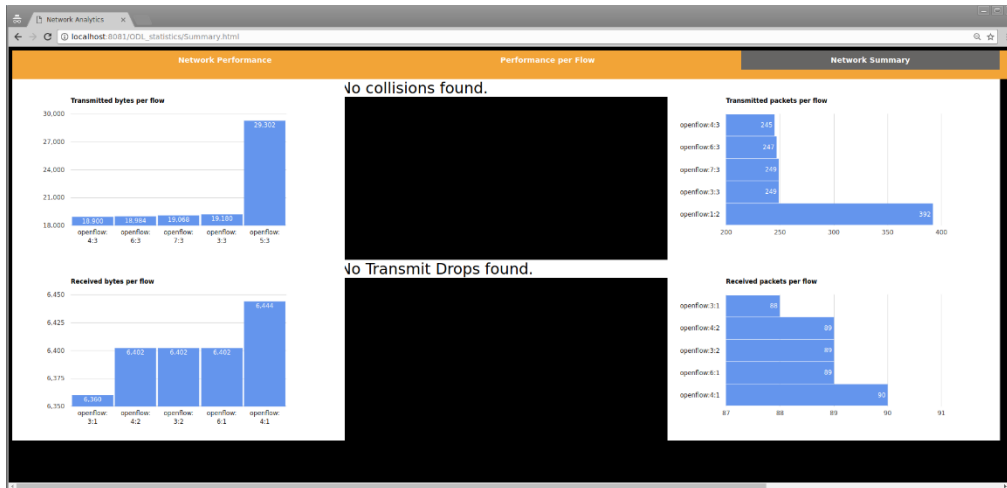 Network Analytics
localhost:8081/ODL_statistics/Summary.html
Network Performance
Performance per Flow
Network Summary
Transmitted bytes per flow
30,000
27,000
24,000
21,000
18,000
18,900
18,984
19,068
19,180
29,302
openflow:
4:3
openflow:
6:3
openflow:
7:3
openflow:
3:3
openflow:
5:3
No collisions found.
Transmitted packets per flow
openflow:4:3
245
openflow:6:3
247
openflow:7:3
249
openflow:3:3
249
openflow:1:2
392
200
250
300
350
400
Received bytes per flow
6,450
6,425
6,400
6,375
6,350
6,360
6,402
6,402
6,402
6,444
openflow:
3:1
openflow:
4:2
openflow:
3:2
openflow:
6:1
openflow:
4:1
No Transmit Drops found.
Received packets per flow
openflow:3:1
88
openflow:4:2
89
openflow:3:2
89
openflow:6:1
89
openflow:4:1
90
87
88
89
90
91